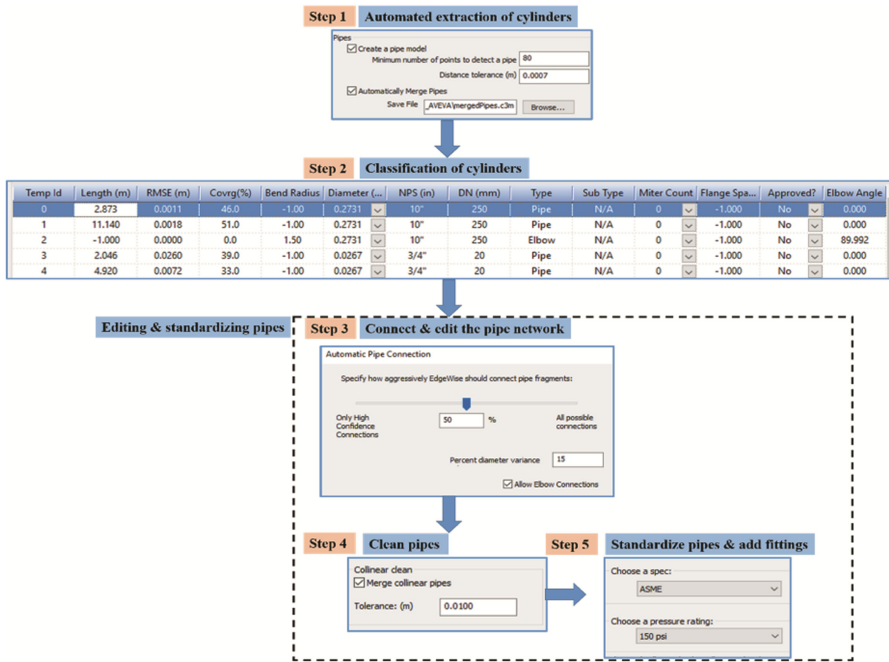 Step 1 Automated extraction of cylinders
Pipes
Create a pipe model
Minimum number of points to detect a pipe 80
Distance tolerance (m) 0.0007
Automatically Merge Pipes
Save File _AVEVA\mergedPipes.c3m Browse...
Step 2 Classification of cylinders
Temp Id Length (m) RMSE (m) Covrg(%) Bend Radius Diameter (... NPS (in) DN (mm) Type Sub Type Miter Count Flange Spa... Approved? Elbow Angle
0 2.873 0.0011 46.0 -1.00 0.2731 10" 250 Pipe N/A 0 -1.000 No 0.000
1 11.140 0.0018 51.0 -1.00 0.2731 10" 250 Pipe N/A 0 -1.000 No 0.000
2 -1.000 0.0000 0.0 1.50 0.2731 10" 250 Elbow N/A 0 -1.000 No 89.992
3 2.046 0.0260 39.0 -1.00 0.0267 3/4" 20 Pipe N/A 0 -1.000 No 0.000
4 4.920 0.0072 33.0 -1.00 0.0267 3/4" 20 Pipe N/A 0 -1.000 No 0.000
Editing & standardizing pipes
Step 3 Connect & edit the pipe network
Automatic Pipe Connection
Specify how aggressively EdgeWise should connect pipe fragments:
Only High Confidence Connections
50 %
All possible connections
Percent diameter variance 15
Allow Elbow Connections
Step 4 Clean pipes
Collinear clean
Merge collinear pipes
Tolerance: (m) 0.0100
Step 5 Standardize pipes & add fittings
Choose a spec:
ASME
Choose a pressure rating:
150 psi